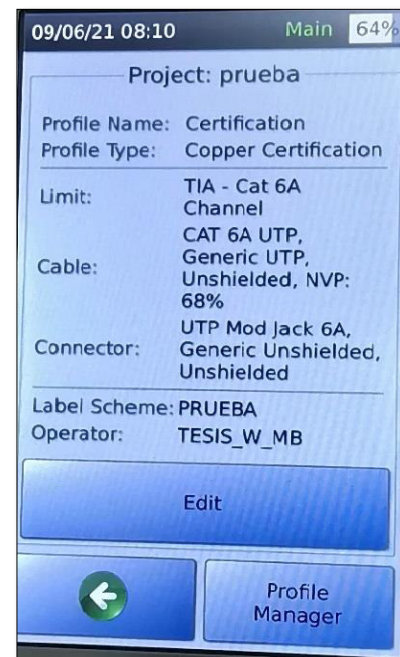 09/06/21 08:10 Main 64%
Project: prueba
Profile Name: Certification
Profile Type: Copper Certification
Limit: TIA - Cat 6A
Channel
Cable: CAT 6A UTP,
Generic UTP,
Unshielded, NVP:
68%
Connector: UTP Mod Jack 6A,
Generic Unshielded,
Unshielded
Label Scheme: PRUEBA
Operator: TESIS_W_MB
Edit
Profile
Manager